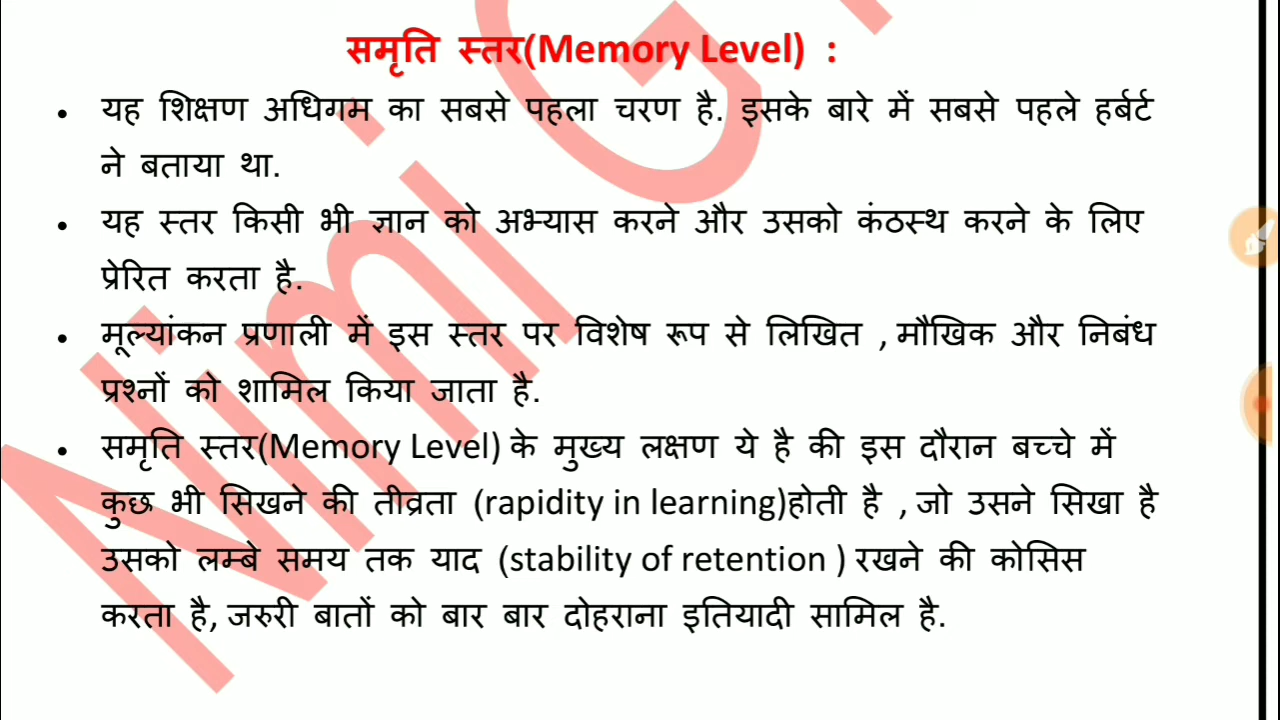 समृति स्तर(Memory Level) :
• यह शिक्षण अधिगम का सबसे पहला चरण है. इसके बारे में सबसे पहले हर्बर्ट
ने बताया था.
• यह स्तर किसी भी ज्ञान को अभ्यास करने और उसको कंठस्थ करने के लिए
प्रेरित करता है.
• मूल्यांकन प्रणाली में इस स्तर पर विशेष रूप से लिखित , मौखिक और निबंध
प्रश्नों को शामिल किया जाता है.
• समृति स्तर(Memory Level) के मुख्य लक्षण ये है की इस दौरान बच्चे में
कुछ भी सिखने की तीव्रता (rapidity in learning)होती है , जो उसने सिखा है
उसको लम्बे समय तक याद (stability of retention ) रखने की कोसिस
करता है, जरुरी बातों को बार बार दोहराना इतियादी सामिल है.
Nimi G